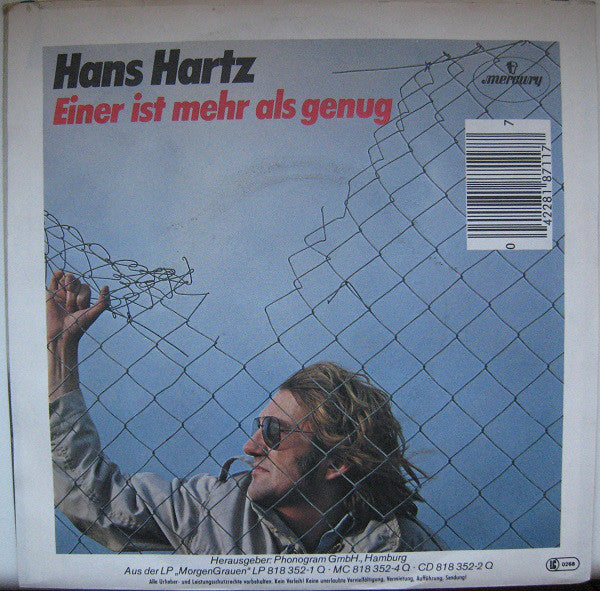 Hans Hartz
Einer ist mehr als genug
mercury
0 42281 87117 7
Herausgeber: Phonogram GmbH., Hamburg
Aus der LP „MorgenGrauen" LP 818 352-1 Q · MC 818 352-4 Q · CD 818 352-2 Q
Alle Urheber- und Leistungsschutzrechte vorbehalten. Kein Verleih! Keine unerlaubte Vervielfältigung, Vermietung, Aufführung, Sendung!
LC 0268